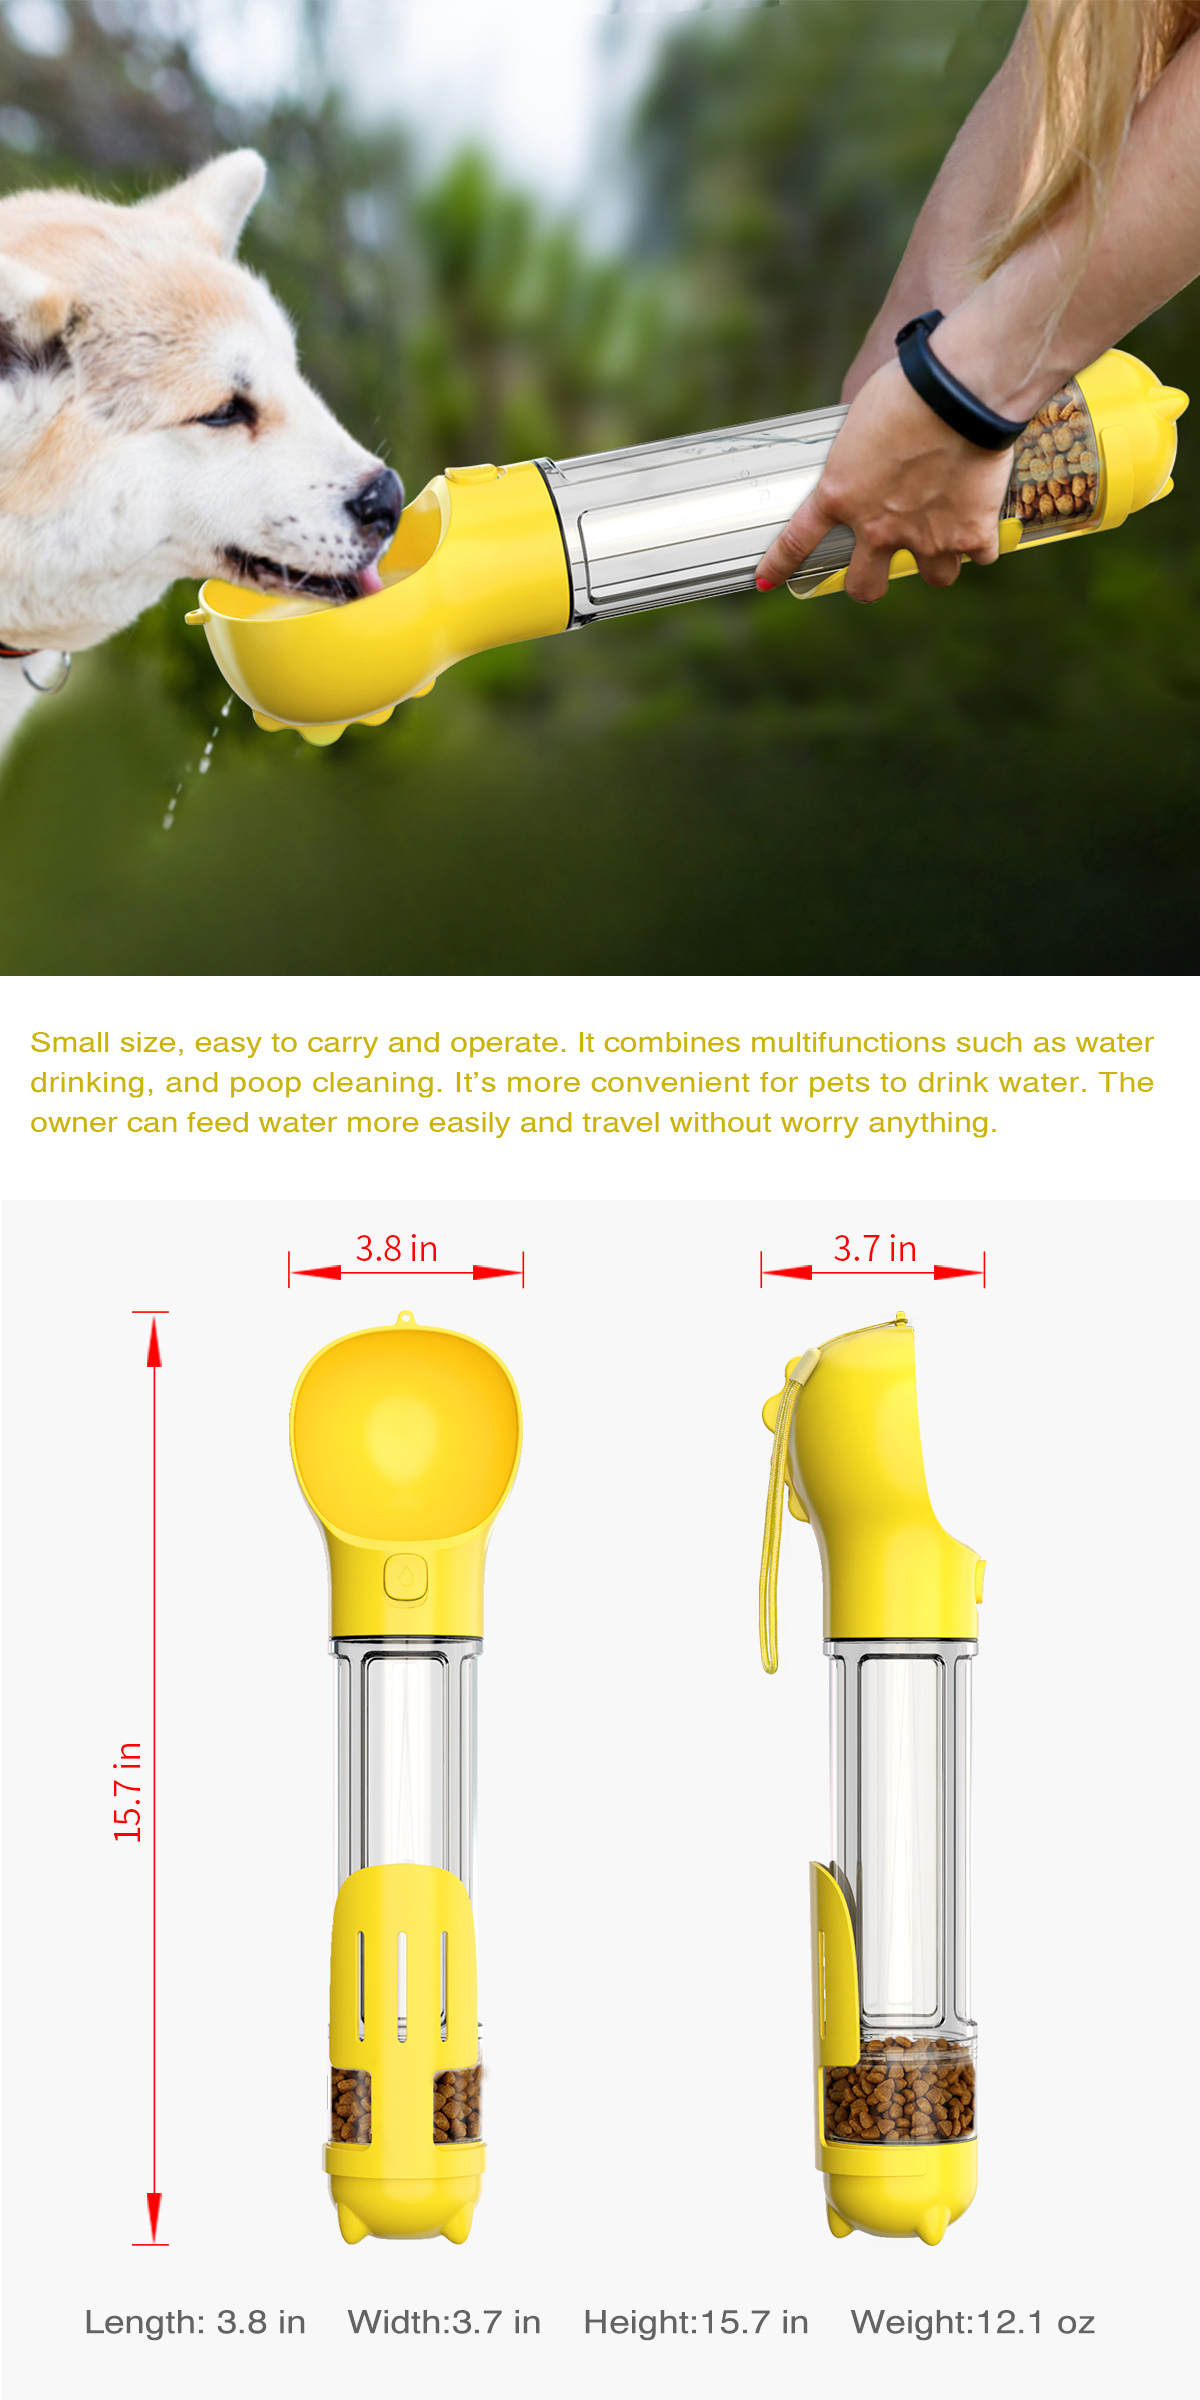 Small size, easy to carry and operate. It combines multifunctions such as water
drinking, and poop cleaning. It’s more convenient for pets to drink water. The
owner can feed water more easily and travel without worry anything.
3.8 in
3.7 in
15.7 in
Length: 3.8 in Width:3.7 in Height:15.7 in Weight:12.1 oz